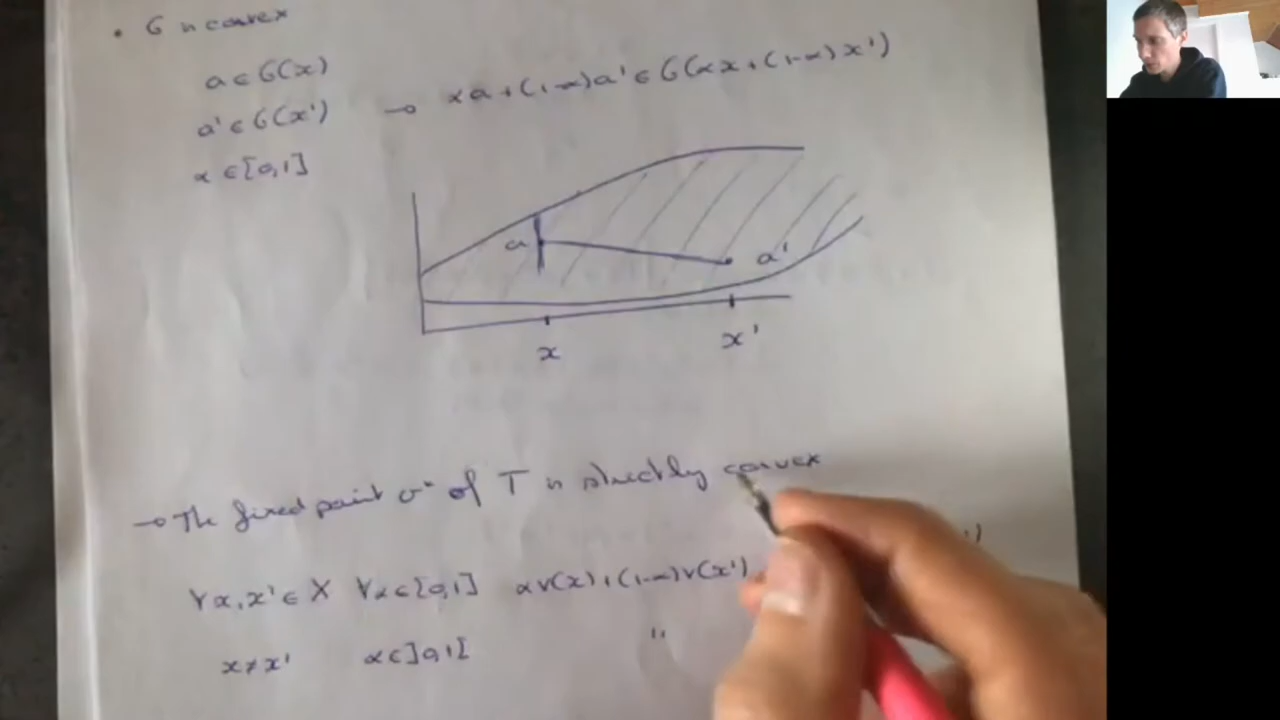 • G is convex
a ∈ G(x)
a' ∈ G(x') → αa + (1-α)a' ∈ G(αx + (1-α)x')
α ∈ [0,1]
a
a'
x
x'
→ The fixed point v* of T is strictly convex
∀x,x' ∈ X ∀α ∈ [0,1] αv(x) + (1-α)v(x')
')
x ≠ x' α ∈ ]0,1[ "